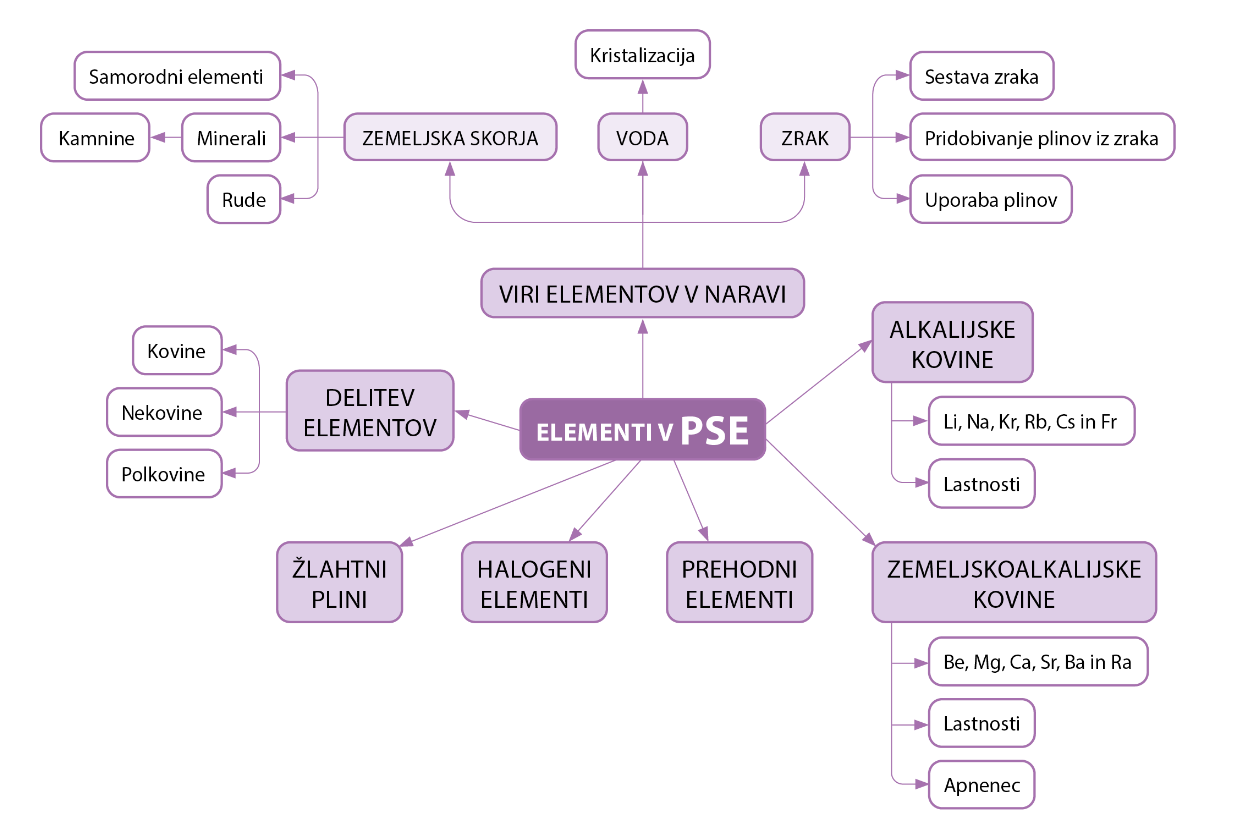 Kristalizacija
Samorodni elementi
Sestava zraka
Kamnine
Minerali
ZEMELJSKA SKORJA
VODA
ZRAK
Pridobivanje plinov iz zraka
Rude
Uporaba plinov
VIRI ELEMENTOV V NARAVI
ALKALIJSKE
KOVINE
Kovine
Nekovine
Polkovine
DELITEV
ELEMENTOV
ELEMENTI V PSE
Li, Na, Kr, Rb, Cs in Fr
Lastnosti
ŽLAHTNI
PLINI
HALOGENI
ELEMENTI
PREHODNI
ELEMENTI
ZEMELJSKOALKALIJSKE
KOVINE
Be, Mg, Ca, Sr, Ba in Ra
Lastnosti
Apnenec